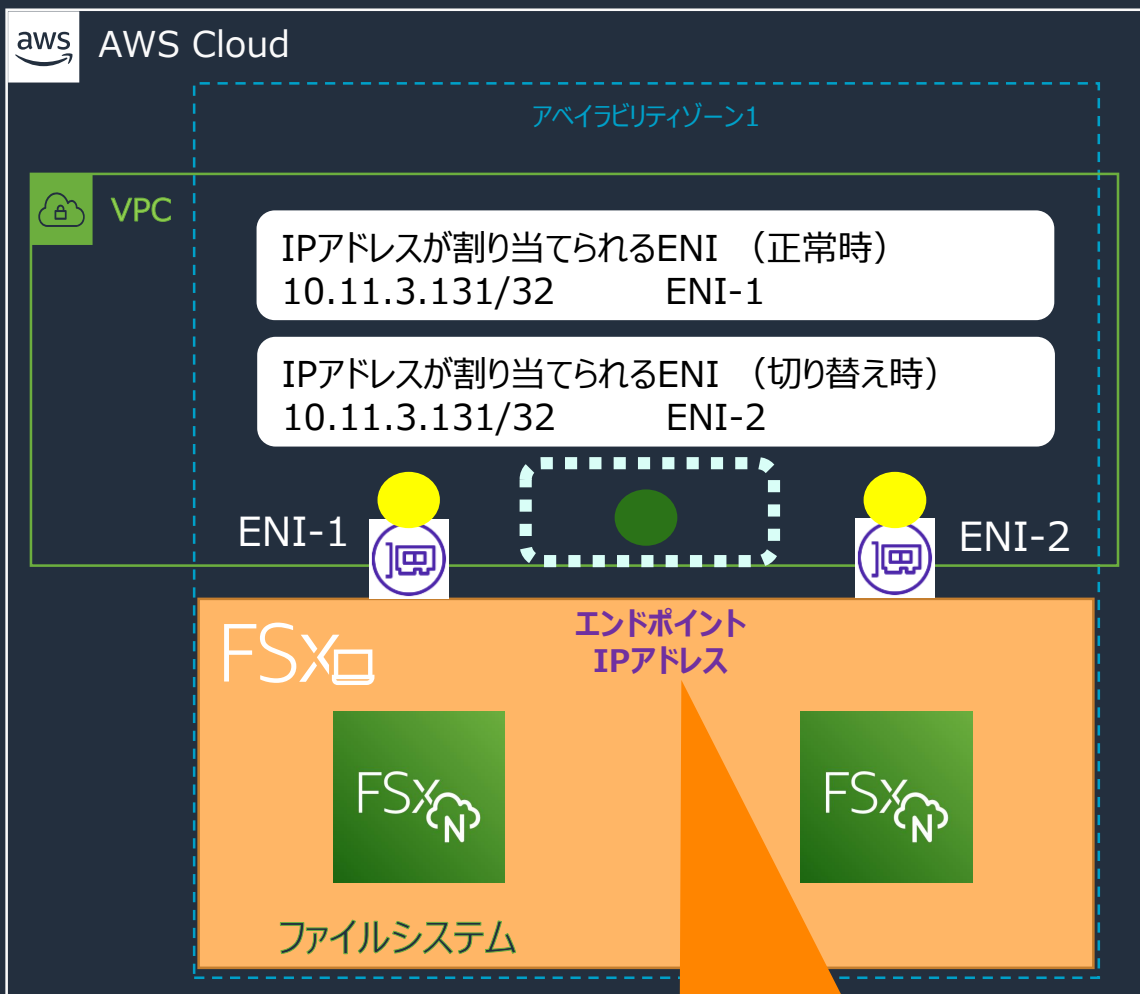 aws
AWS Cloud
アベイラビリティゾーン1
VPC
IPアドレスが割り当てられるENI （正常時）
10.11.3.131/32 ENI-1
IPアドレスが割り当てられるENI （切り替え時）
10.11.3.131/32 ENI-2
ENI-1
ENI-2
エンドポイント
IPアドレス
FSx
FSx
N
FSx
N
ファイルシステム